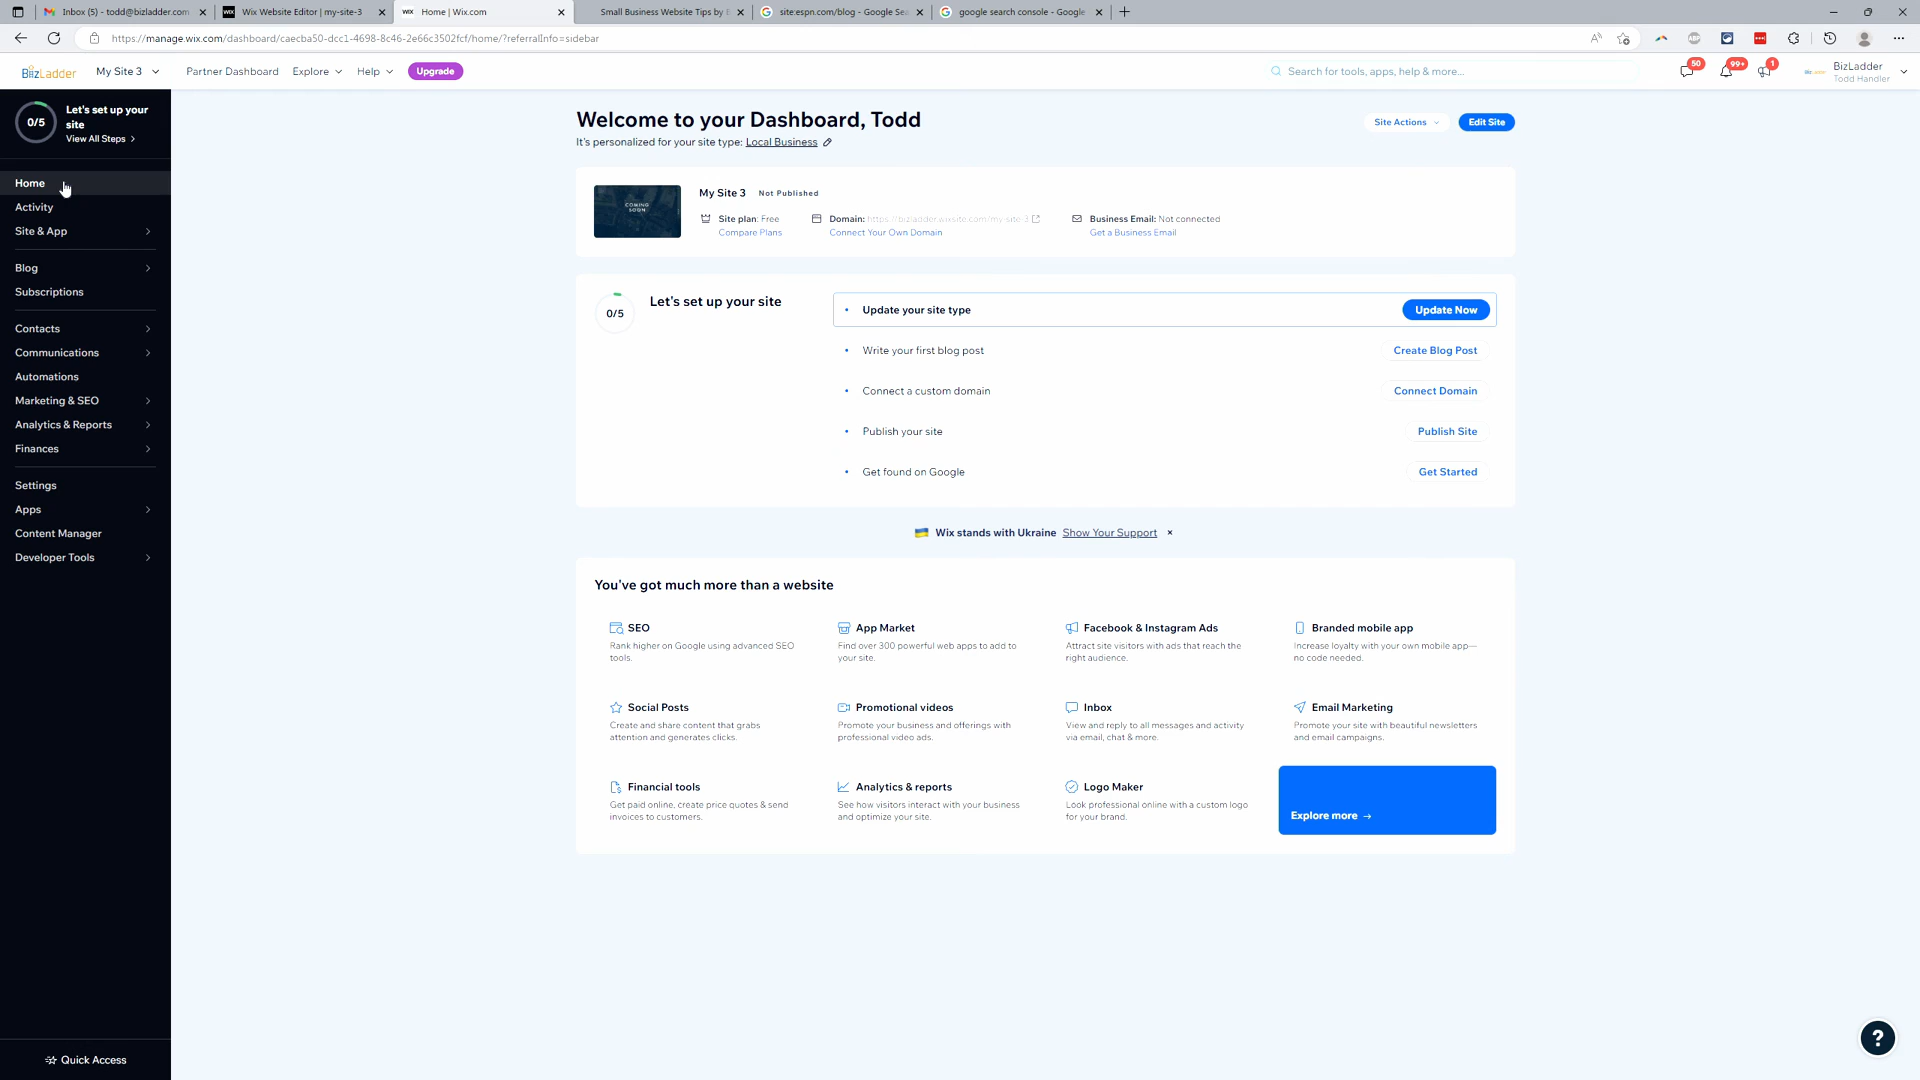 Inbox (5) - todd@bizladder.com
Wix Website Editor | my-site-3
Home | Wix.com
Small Business Website Tips by B
site:espn.com/blog - Google Sea
google search console - Google
https://manage.wix.com/dashboard/caecba50-dcc1-4698-8c46-2e66c3502fcf/home/?referralInfo=sidebar
BizLadder
My Site 3
Partner Dashboard
Explore
Help
Upgrade
Search for tools, apps, help & more...
50
99+
1
BizLadder
Todd Handler
0/5
Let's set up your
site
View All Steps >
Home
Activity
Site & App
Blog
Subscriptions
Contacts
Communications
Automations
Marketing & SEO
Analytics & Reports
Finances
Settings
Apps
Content Manager
Developer Tools
Quick Access
Welcome to your Dashboard, Todd
It's personalized for your site type: Local Business
Site Actions
Edit Site
COMING
SOON
My Site 3 Not Published
Site plan: Free
Compare Plans
Domain: https://bizladder.wixsite.com/my-site-3
Connect Your Own Domain
Business Email: Not connected
Get a Business Email
0/5
Let's set up your site
• Update your site type
Update Now
• Write your first blog post
Create Blog Post
• Connect a custom domain
Connect Domain
• Publish your site
Publish Site
• Get found on Google
Get Started
Wix stands with Ukraine Show Your Support ×
You've got much more than a website
SEO
Rank higher on Google using advanced SEO
tools.
App Market
Find over 300 powerful web apps to add to
your site.
Facebook & Instagram Ads
Attract site visitors with ads that reach the
right audience.
Branded mobile app
Increase loyalty with your own mobile app—
no code needed.
Social Posts
Create and share content that grabs
attention and generates clicks.
Promotional videos
Promote your business and offerings with
professional video ads.
Inbox
View and reply to all messages and activity
via email, chat & more.
Email Marketing
Promote your site with beautiful newsletters
and email campaigns.
Financial tools
Get paid online, create price quotes & send
invoices to customers.
Analytics & reports
See how visitors interact with your business
and optimize your site.
Logo Maker
Look professional online with a custom logo
for your brand.
Explore more →
?